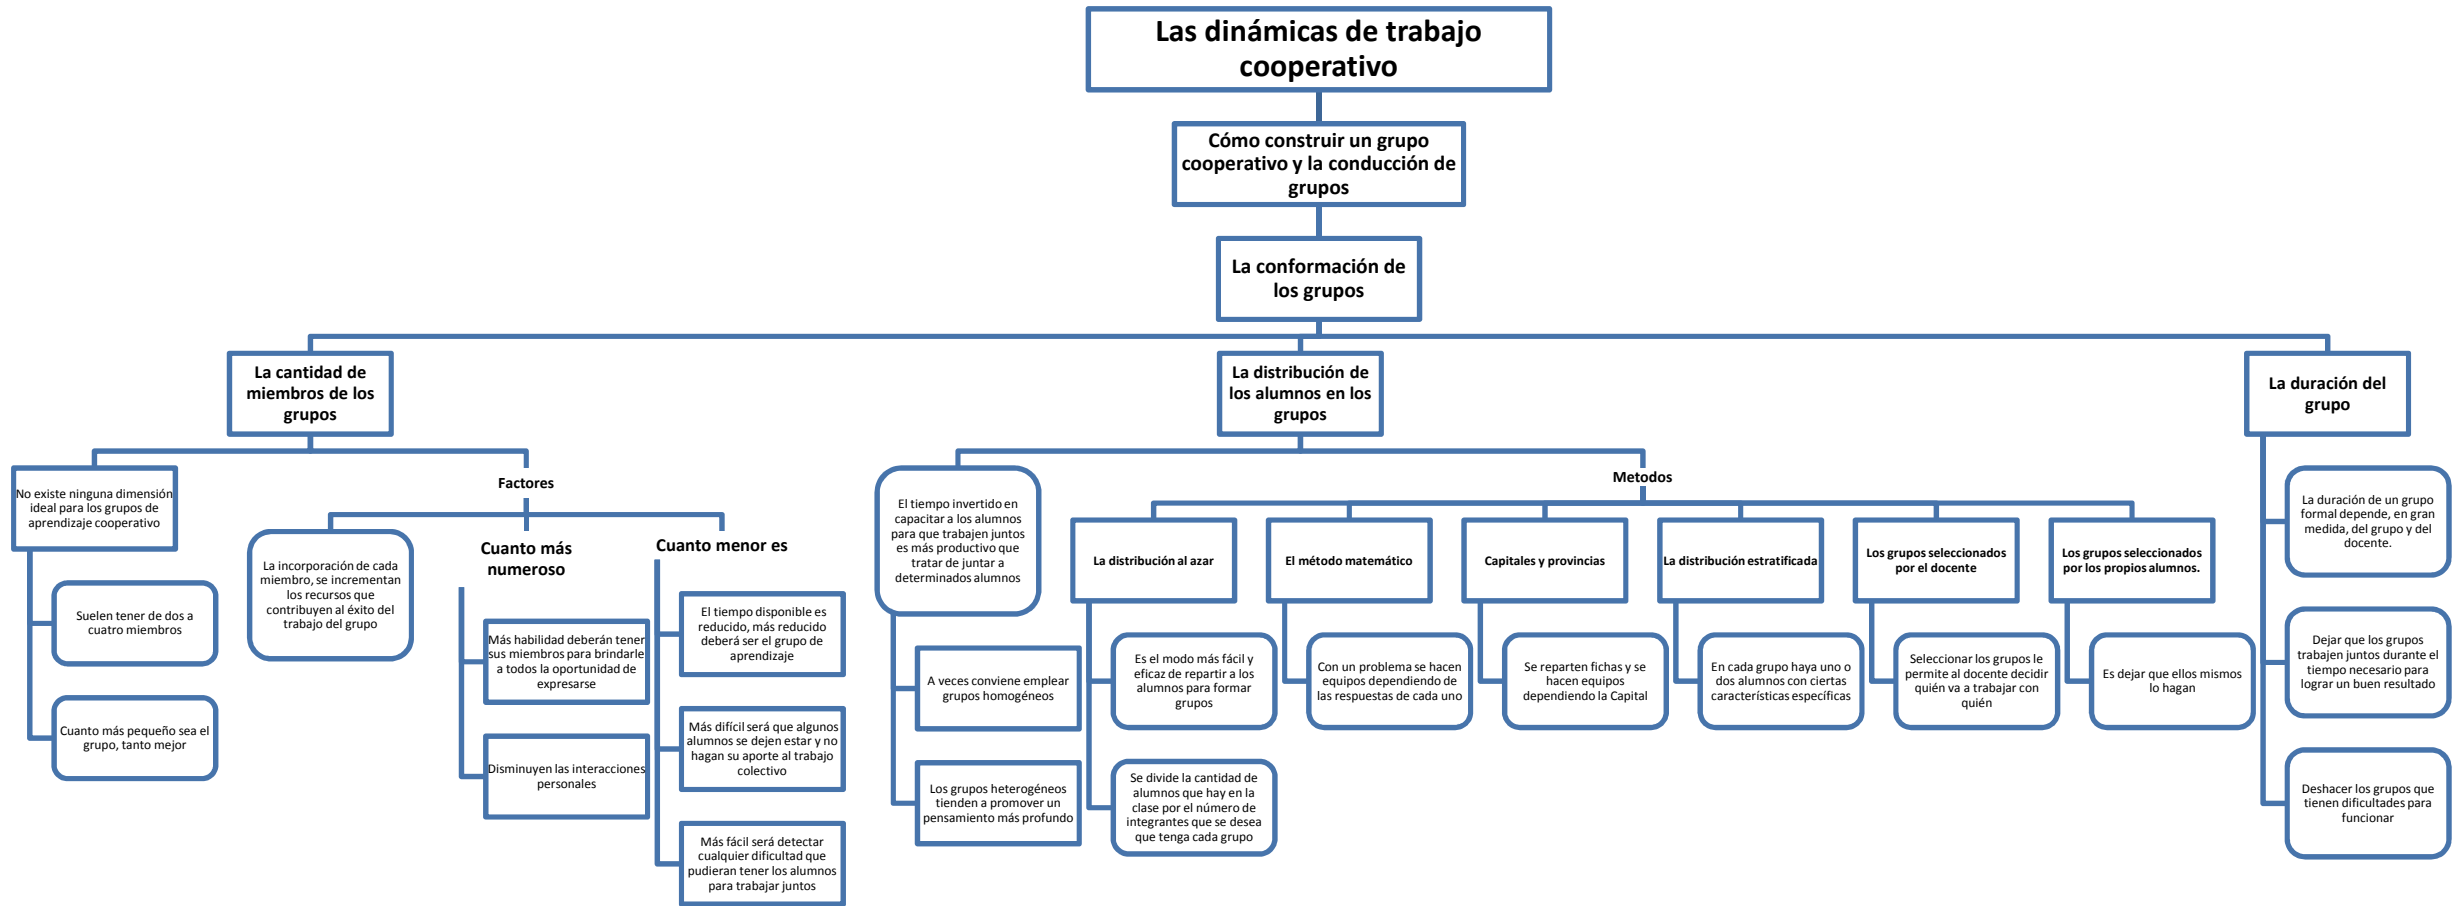 Las dinámicas de trabajo
cooperativo
Cómo construir un grupo
cooperativo y la conducción de
grupos
La conformación de
los grupos
La cantidad de
miembros de los
grupos
No existe ninguna dimensión
ideal para los grupos de
aprendizaje cooperativo
Suelen tener de dos a
cuatro miembros
Cuanto más pequeño sea el
grupo, tanto mejor
Factores
La incorporación de cada
miembro, se incrementan
los recursos que
contribuyen al éxito del
trabajo del grupo
Cuanto más
numeroso
Más habilidad deberán tener
sus miembros para brindarle
a todos la oportunidad de
expresarse
Disminuyen las interacciones
personales
Cuanto menor es
El tiempo disponible es
reducido, más reducido
deberá ser el grupo de
aprendizaje
Más difícil será que algunos
alumnos se dejen estar y no
hagan su aporte al trabajo
colectivo
Más fácil será detectar
cualquier dificultad que
pudieran tener los alumnos
para trabajar juntos
La distribución de
los alumnos en los
grupos
El tiempo invertido en
capacitar a los alumnos
para que trabajen juntos
es más productivo que
tratar de juntar a
determinados alumnos
A veces conviene emplear
grupos homogéneos
Los grupos heterogéneos
tienden a promover un
pensamiento más profundo
Metodos
La distribución al azar
Es el modo más fácil y
eficaz de repartir a los
alumnos para formar
grupos
Se divide la cantidad de
alumnos que hay en la
clase por el número de
integrantes que se desea
que tenga cada grupo
El método matemático
Con un problema se hacen
equipos dependiendo de
las respuestas de cada uno
Capitales y provincias
Se reparten fichas y se
hacen equipos
dependiendo la Capital
La distribución estratificada
En cada grupo haya uno o
dos alumnos con ciertas
características específicas
Los grupos seleccionados
por el docente
Seleccionar los grupos le
permite al docente decidir
quién va a trabajar con
quién
Los grupos seleccionados
por los propios alumnos.
Es dejar que ellos mismos
lo hagan
La duración del
grupo
La duración de un grupo
formal depende, en gran
medida, del grupo y del
docente.
Dejar que los grupos
trabajen juntos durante el
tiempo necesario para
lograr un buen resultado
Deshacer los grupos que
tienen dificultades para
funcionar